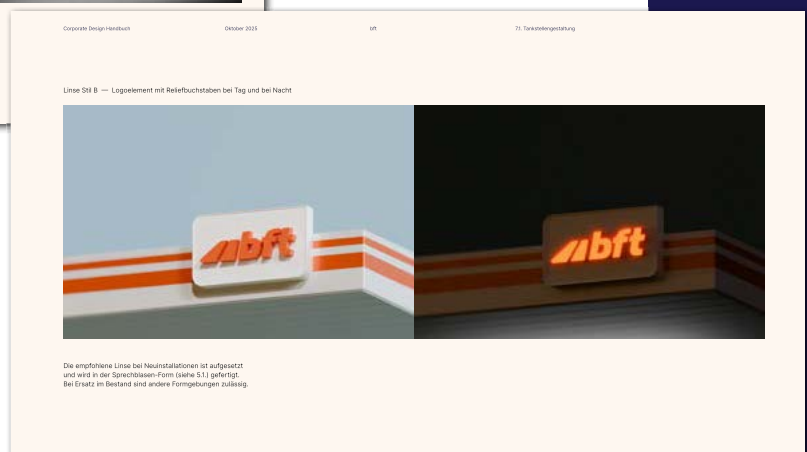 Corporate Design Handbuch
Oktober 2025
bft
7.1. Tankstellengestaltung
Linse Stil B — Logoelement mit Reliefbuchstaben bei Tag und bei Nacht
bft
bft
Die empfohlene Linse bei Neuinstallationen ist aufgesetzt
und wird in der Sprechblasen-Form (siehe 5.1.) gefertigt.
Bei Ersatz im Bestand sind andere Formgebungen zulässig.